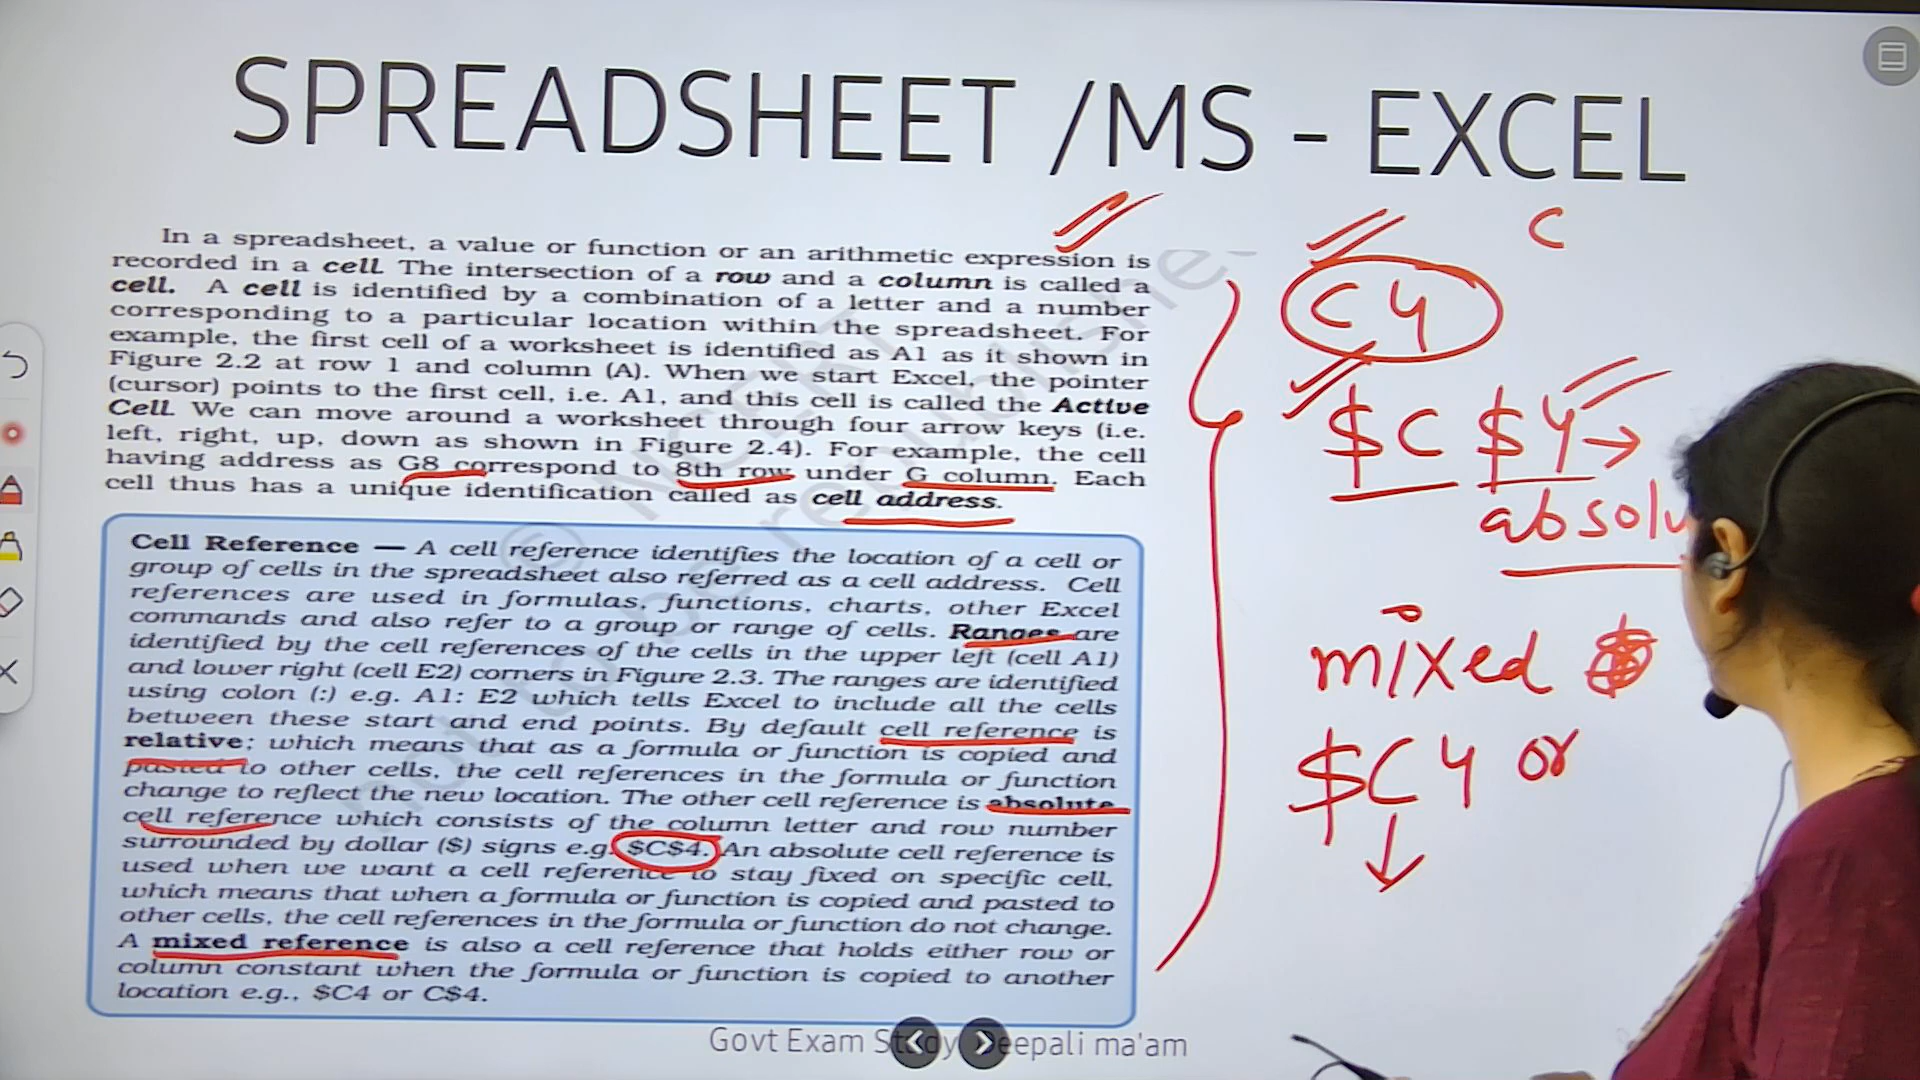 SPREADSHEET /MS - EXCEL
In a spreadsheet, a value or function or an arithmetic expression is
recorded in a cell. The intersection of a row and a column is called a
cell. A cell is identified by a combination of a letter and a number
corresponding to a particular location within the spreadsheet. For
example, the first cell of a worksheet is identified as A1 as it shown in
Figure 2.2 at row 1 and column (A). When we start Excel, the pointer
(cursor) points to the first cell, i.e. A1, and this cell is called the Active
Cell. We can move around a worksheet through four arrow keys (i.e.
left, right, up, down as shown in Figure 2.4). For example, the cell
having address as G8 correspond to 8th row under G column. Each
cell thus has a unique identification called as cell address.
Cell Reference — A cell reference identifies the location of a cell or
group of cells in the spreadsheet also referred as a cell address. Cell
references are used in formulas, functions, charts, other Excel
commands and also refer to a group or range of cells. Ranges are
identified by the cell references of the cells in the upper left (cell A1)
and lower right (cell E2) corners in Figure 2.3. The ranges are identified
using colon (:) e.g. A1: E2 which tells Excel to include all the cells
between these start and end points. By default cell reference is
relative; which means that as a formula or function is copied and
pasted to other cells, the cell references in the formula or function
change to reflect the new location. The other cell reference is absolute
cell reference which consists of the column letter and row number
surrounded by dollar ($) signs e.g. $C$4. An absolute cell reference is
used when we want a cell reference to stay fixed on specific cell,
which means that when a formula or function is copied and pasted to
other cells, the cell references in the formula or function do not change.
A mixed reference is also a cell reference that holds either row or
column constant when the formula or function is copied to another
location e.g., $C4 or C$4.
C
C4
$C $4 →
absolu
mixed
$C4 or
© NCERT
not to be republished
Govt Exam Study Deepali ma'am